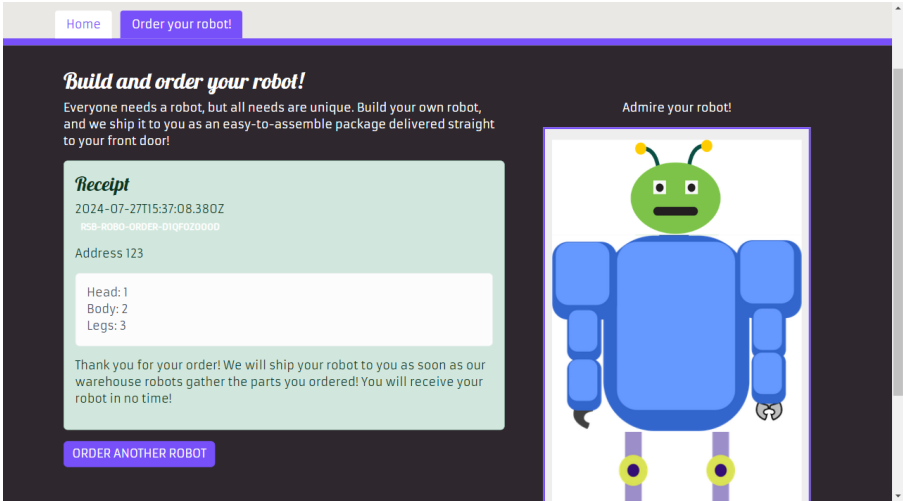 Home
Order your robot!
Build and order your robot!
Everyone needs a robot, but all needs are unique. Build your own robot,
and we ship it to you as an easy-to-assemble package delivered straight
to your front door!
Admire your robot!
Receipt
2024-07-27T15:37:08.380Z
RSB-ROBO-ORDER-D1QF0ZOOOD
Address 123
Head: 1
Body: 2
Legs: 3
Thank you for your order! We will ship your robot to you as soon as our
warehouse robots gather the parts you ordered! You will receive your
robot in no time!
ORDER ANOTHER ROBOT